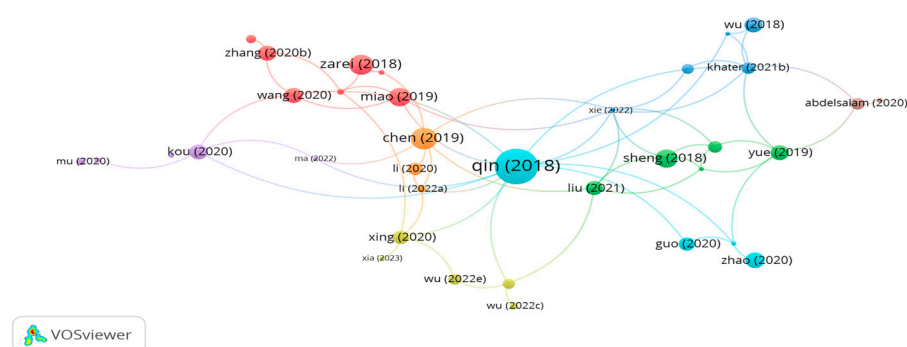 wu (2018)
zhang (2020b)
zarei (2018)
khater (2021b)
wang (2020)
miao (2019)
abdelsalam (2020)
xie (2022)
chen (2019)
mu (2020)
kou (2020)
ma (2022)
li (2020)
qin (2018)
sheng (2018)
yue (2019)
li (2022a)
liu (2021)
xing (2020)
guo (2020)
xia (2023)
zhao (2020)
wu (2022e)
wu (2022c)
VOSviewer